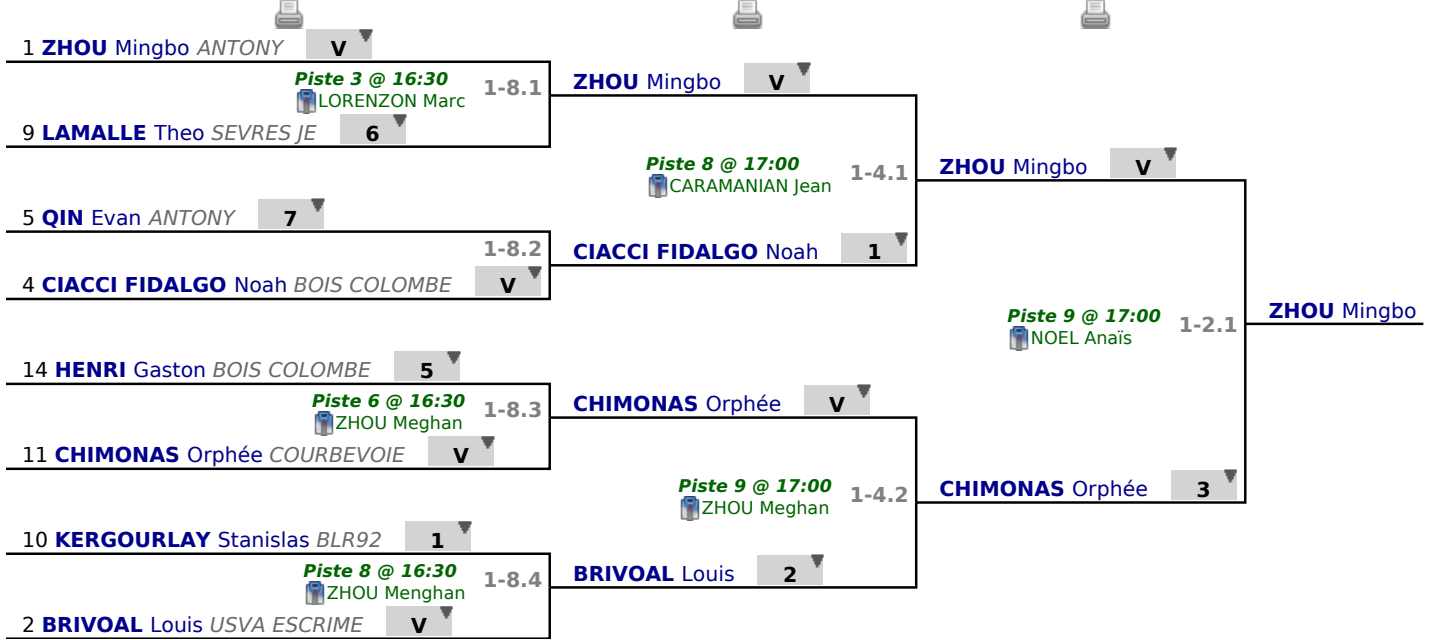 1 ZHOU Mingbo ANTONY V
Piste 3 @ 16:30
LORENZON Marc
1-8.1
9 LAMALLE Theo SEVRES JE 6
5 QIN Evan ANTONY 7
1-8.2
4 CIACCI FIDALGO Noah BOIS COLOMBE V
14 HENRI Gaston BOIS COLOMBE 5
Piste 6 @ 16:30
ZHOU Meghan
1-8.3
11 CHIMONAS Orphée COURBEVOIE V
10 KERGOURLAY Stanislas BLR92 1
Piste 8 @ 16:30
ZHOU Menghan
1-8.4
2 BRIVOAL Louis USVA ESCRIME V
ZHOU Mingbo V
Piste 8 @ 17:00
CARAMANIAN Jean
1-4.1
CIACCI FIDALGO Noah 1
CHIMONAS Orphée V
Piste 9 @ 17:00
ZHOU Meghan
1-4.2
BRIVOAL Louis 2
ZHOU Mingbo V
Piste 9 @ 17:00
NOEL Anaïs
1-2.1
CHIMONAS Orphée 3
ZHOU Mingbo